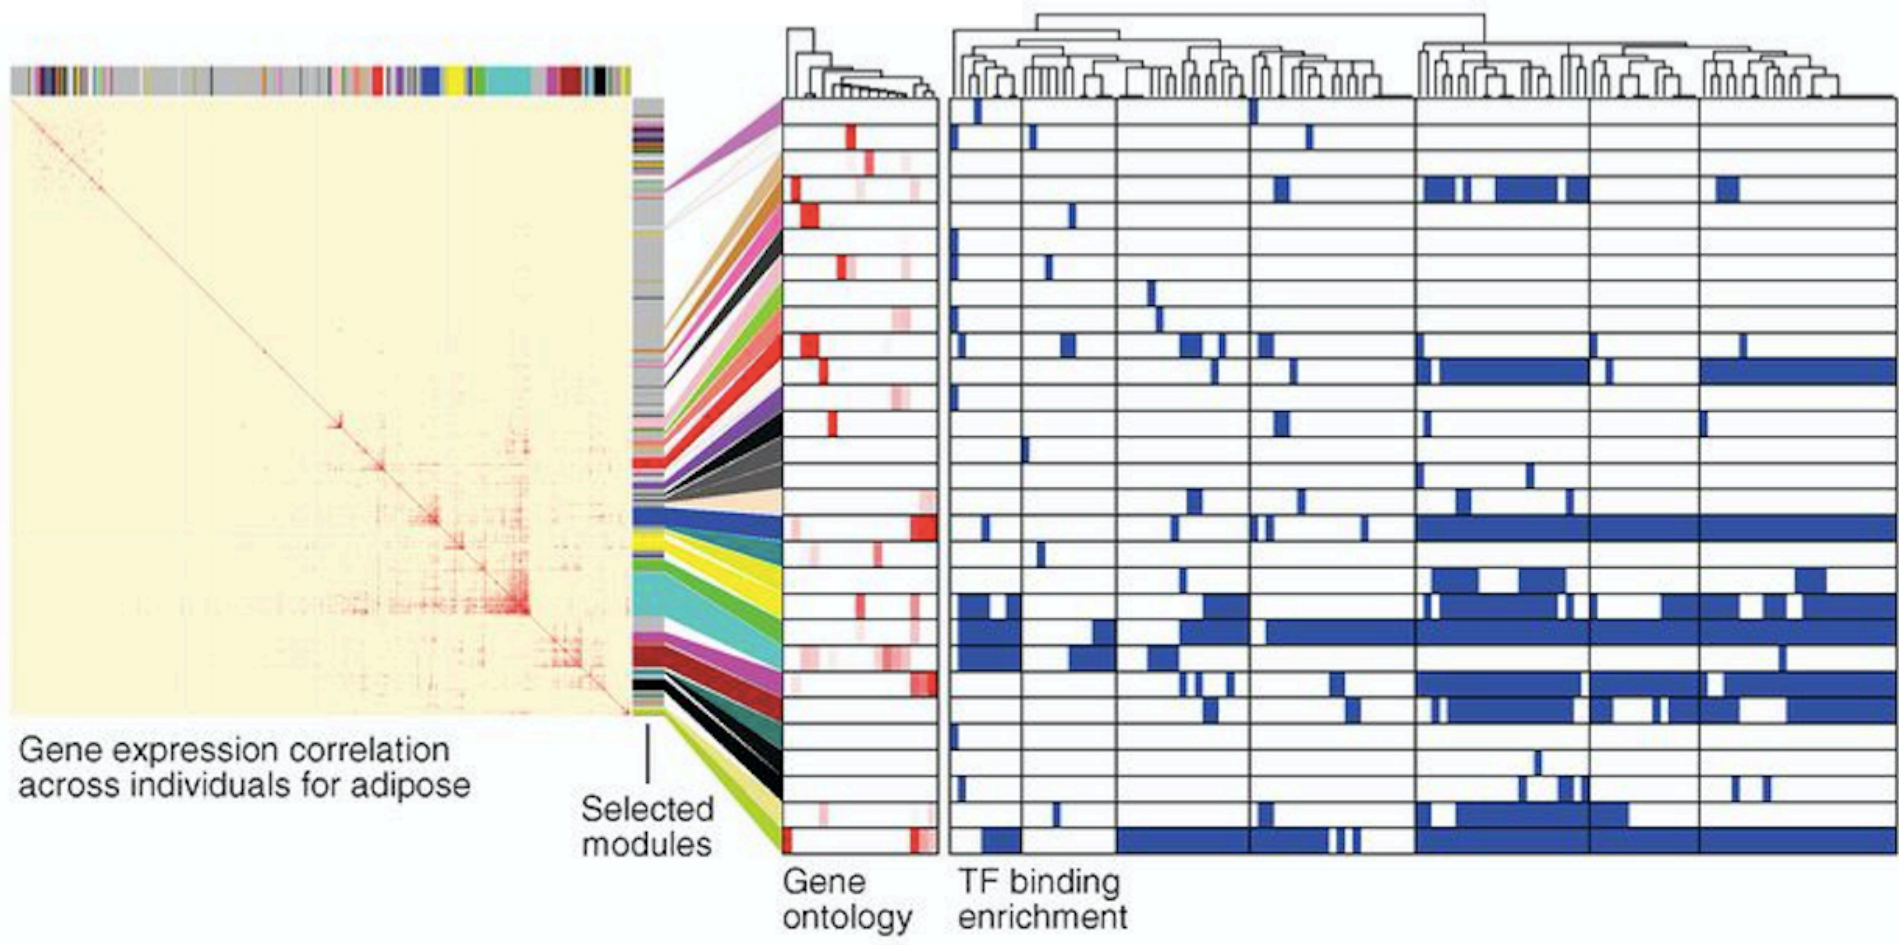 Gene expression correlation
across individuals for adipose
Selected
modules
Gene
ontology
TF binding
enrichment